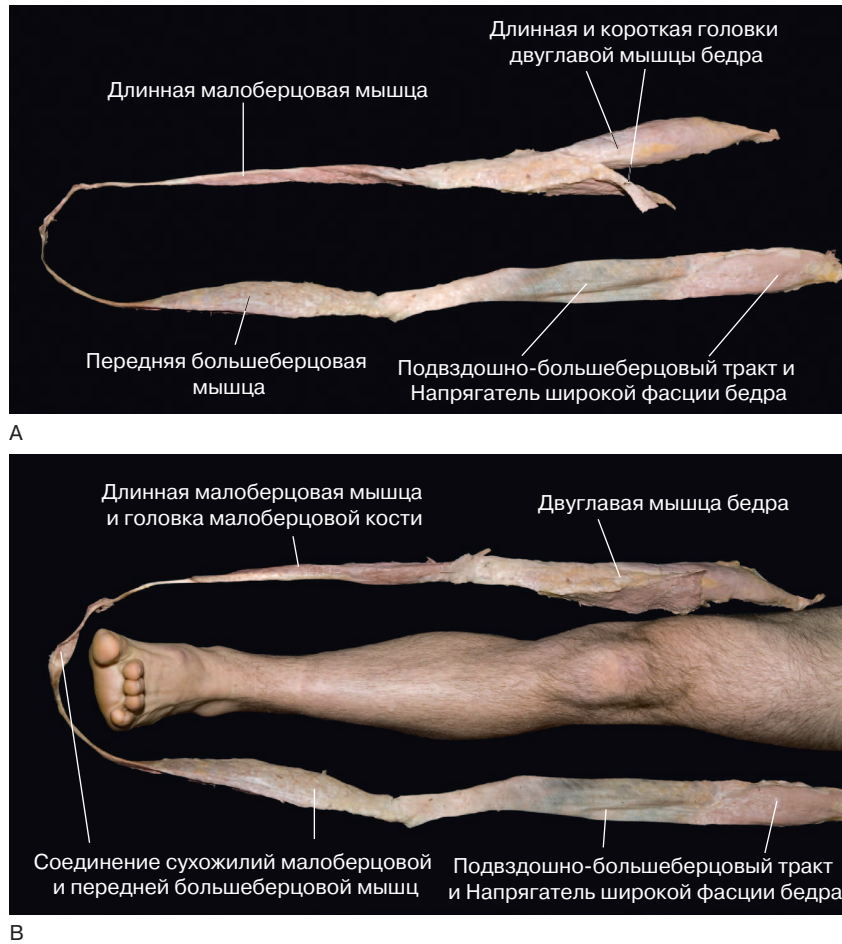 Длинная и короткая головки
двуглавой мышцы бедра
Длинная малоберцовая мышца
Передняя большеберцовая
мышца
Подвздошно-большеберцовый тракт и
Напрягатель широкой фасции бедра
A
Длинная малоберцовая мышца
и головка малоберцовой кости
Двуглавая мышца бедра
Соединение сухожилий малоберцовой
и передней большеберцовой мышц
Подвздошно-большеберцовый тракт
и Напрягатель широкой фасции бедра
B